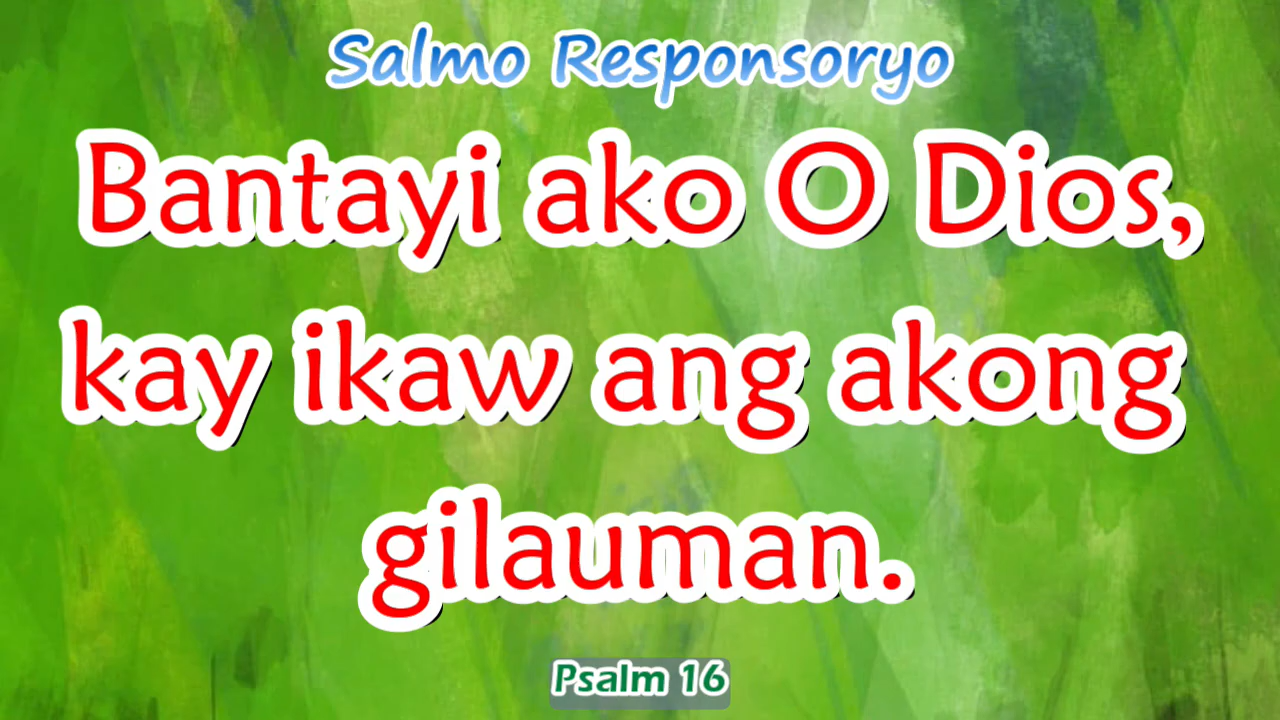 Salmo Responsoryo
Bantayi ako O Dios,
kay ikaw ang akong
gilauman.
Psalm 16